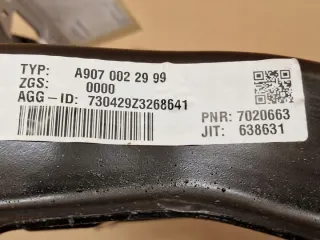 TYP: A907 002 29 99
ZGS: 0000
AGG-ID: 730429Z3268641
PNR: 7020663
JIT: 638631